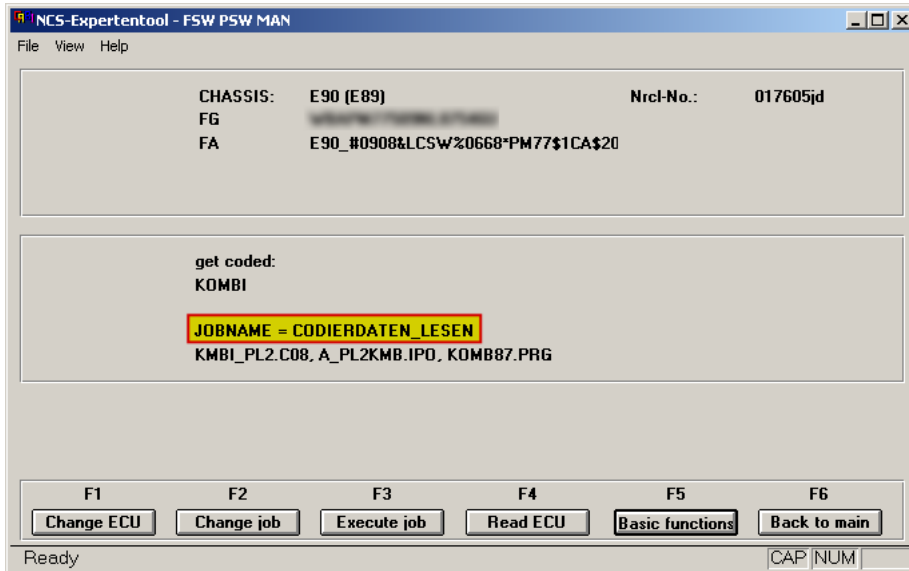 NCS-Expertentool - FSW PSW MAN
File View Help
CHASSIS: E90 (E89) Nrcl-No.: 017605jd
FG
FA E90_#0908&LCSW%0668*PM77$1CA$20
get coded:
KOMBI
JOBNAME = CODIERDATEN_LESEN
KMBI_PL2.C08, A_PL2KMB.IPO, KOMB87.PRG
F1 F2 F3 F4 F5 F6
Change ECU Change job Execute job Read ECU Basic functions Back to main
Ready CAP NUM